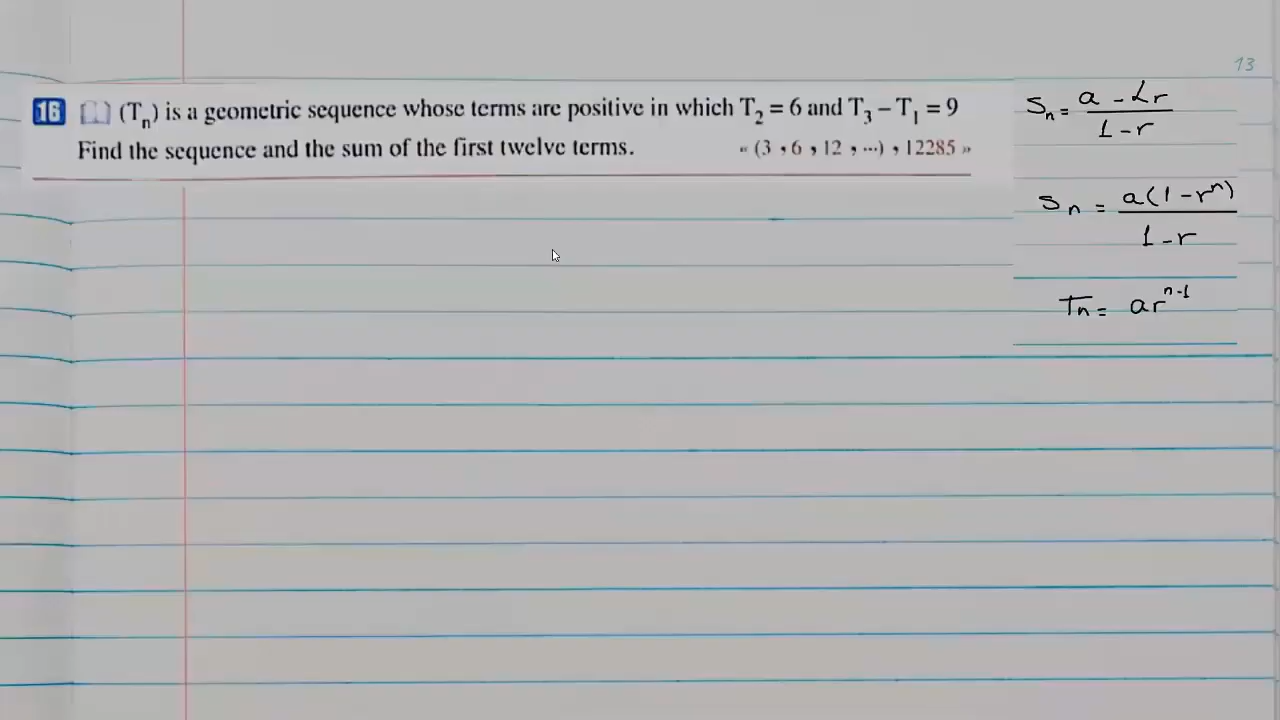 13
16 (Tₙ) is a geometric sequence whose terms are positive in which T₂ = 6 and T₃ – T₁ = 9
Find the sequence and the sum of the first twelve terms. « (3 , 6 , 12 , ···) , 12285 »
Sₙ = (a - Lr) / (1 - r)
Sₙ = a(1 - rⁿ) / (1 - r)
Tₙ = arⁿ⁻¹